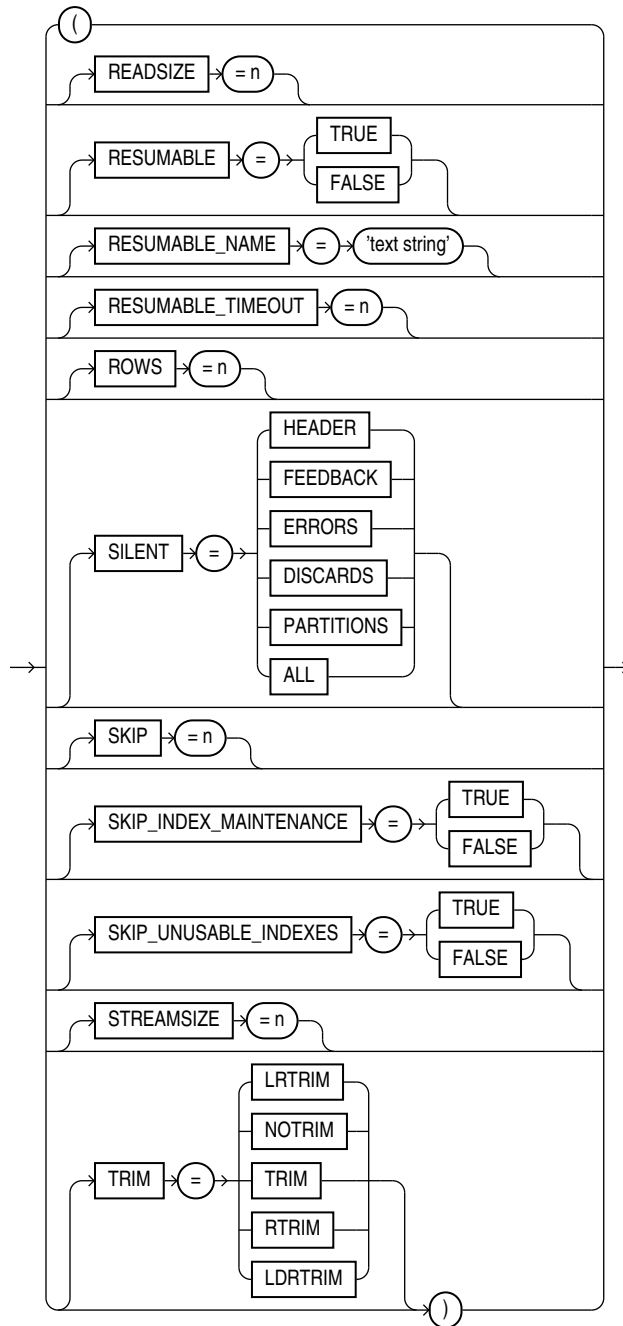 (
READSIZE = n
RESUMABLE = TRUE
FALSE
RESUMABLE_NAME = 'text string'
RESUMABLE_TIMEOUT = n
ROWS = n
HEADER
FEEDBACK
ERRORS
SILENT = DISCARDS
PARTITIONS
ALL
SKIP = n
SKIP_INDEX_MAINTENANCE = TRUE
FALSE
SKIP_UNUSABLE_INDEXES = TRUE
FALSE
STREAMSIZE = n
LRTRIM
NOTRIM
TRIM = TRIM
RTRIM
LDRTRIM
)